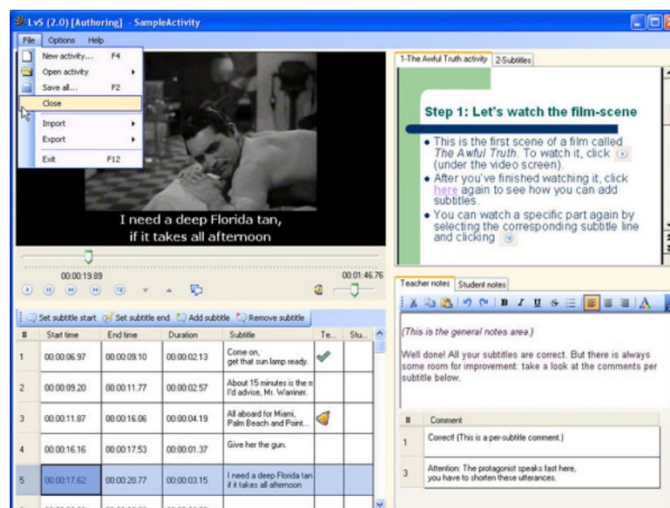 LvS (2.0) [Authoring] - SampleActivity
File Options Help
New activity... F4
Open activity
Save all... F2
Close
Import
Export
Exit F12
I need a deep Florida tan,
if it takes all afternoon
00:00:19.89 00:01:46.76
Set subtitle start Set subtitle end Add subtitle Remove subtitle
# Start time End time Duration Subtitle Te... Stu...
1 00:00:06.97 00:00:09.10 00:00:02.13 Come on,
get that sun lamp ready.
2 00:00:09.20 00:00:11.77 00:00:02.57 About 15 minutes is the m
I'd advise, Mr. Warriner.
3 00:00:11.87 00:00:16.06 00:00:04.19 All aboard for Miami,
Palm Beach and Point...
4 00:00:16.16 00:00:17.53 00:00:01.37 Give her the gun.
5 00:00:17.62 00:00:20.77 00:00:03.15 I need a deep Florida tan
if it takes all afternoon
1-The Awful Truth activity 2-Subtitles
Step 1: Let's watch the film-scene
This is the first scene of a film called
The Awful Truth. To watch it, click
(under the video screen).
After you've finished watching it, click
here again to see how you can add
subtitles.
You can watch a specific part again by
selecting the corresponding subtitle line
and clicking
Teacher notes Student notes
B I U S A
(This is the general notes area.)
Well done! All your subtitles are correct. But there is always
some room for improvement: take a look at the comments per
subtitle below.
# Comment
1 Correct! (This is a per-subtitle comment.)
3 Attention: The protagonist speaks fast here,
you have to shorten these utterances.